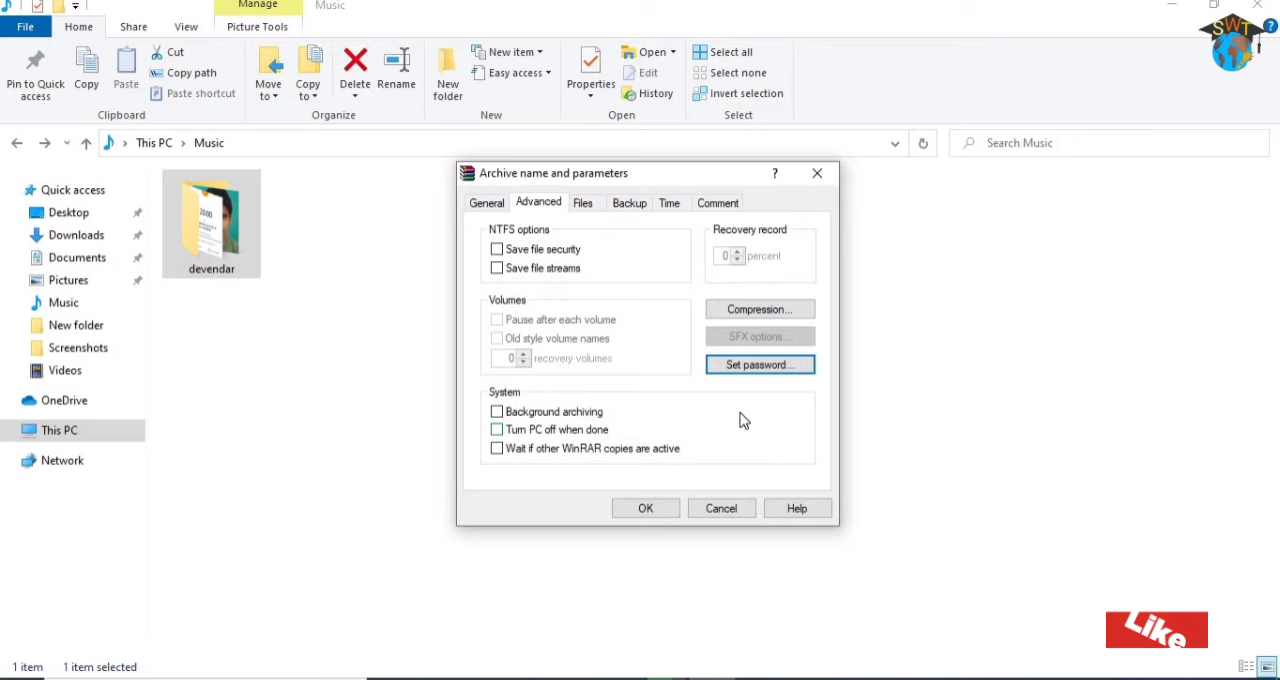 Manage
Music
SWT
File
Home
Share
View
Picture Tools
Pin to Quick access
Copy
Paste
Cut
Copy path
Paste shortcut
Clipboard
Move to
Copy to
Delete
Rename
Organize
New folder
New item
Easy access
New
Properties
Open
Edit
History
Open
Select all
Select none
Invert selection
Select
This PC > Music
Search Music
Quick access
Desktop
Downloads
Documents
Pictures
Music
New folder
Screenshots
Videos
OneDrive
This PC
Network
2000
devendar
Archive name and parameters
?
General
Advanced
Files
Backup
Time
Comment
NTFS options
Save file security
Save file streams
Recovery record
0 percent
Volumes
Pause after each volume
Old style volume names
0 recovery volumes
Compression...
SFX options...
Set password...
System
Background archiving
Turn PC off when done
Wait if other WinRAR copies are active
OK
Cancel
Help
Like
1 item
1 item selected